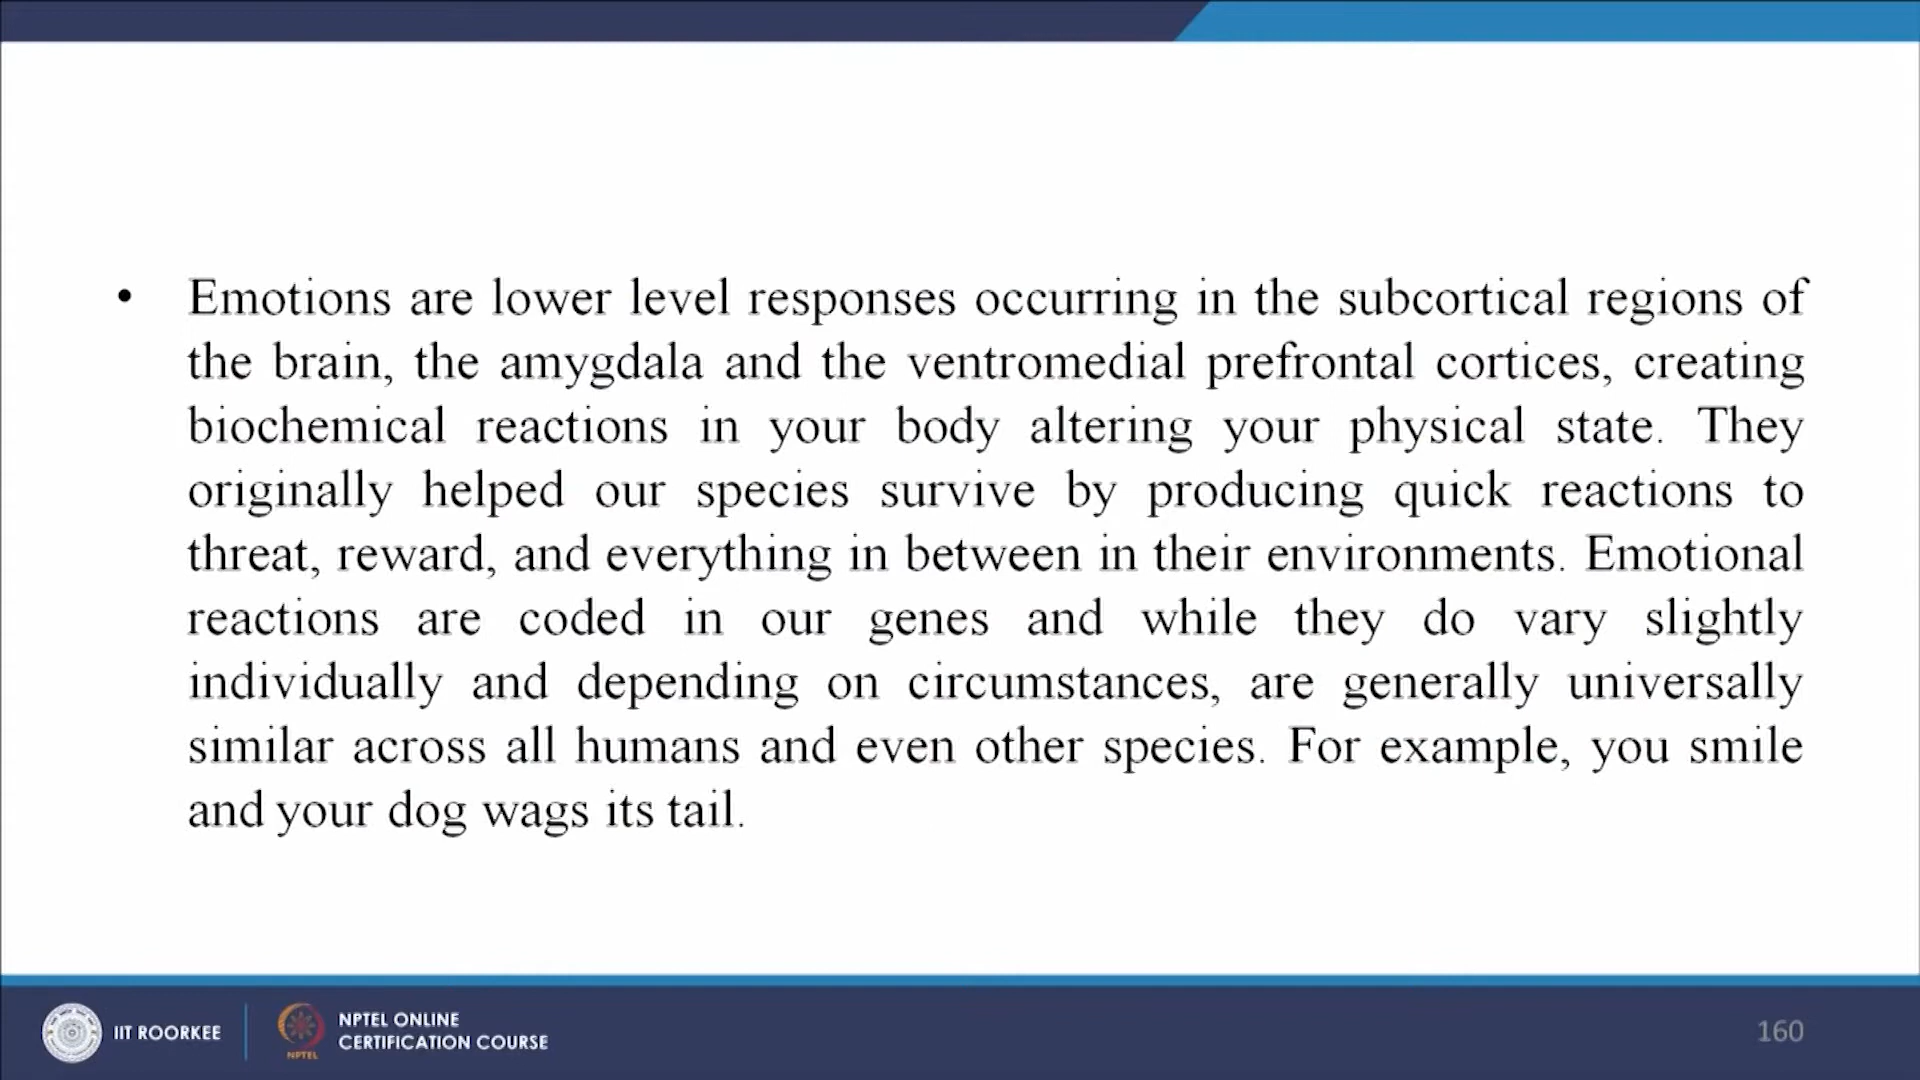 • Emotions are lower level responses occurring in the subcortical regions of
the brain, the amygdala and the ventromedial prefrontal cortices, creating
biochemical reactions in your body altering your physical state. They
originally helped our species survive by producing quick reactions to
threat, reward, and everything in between in their environments. Emotional
reactions are coded in our genes and while they do vary slightly
individually and depending on circumstances, are generally universally
similar across all humans and even other species. For example, you smile
and your dog wags its tail.
IIT ROORKEE
NPTEL
NPTEL ONLINE
CERTIFICATION COURSE
160